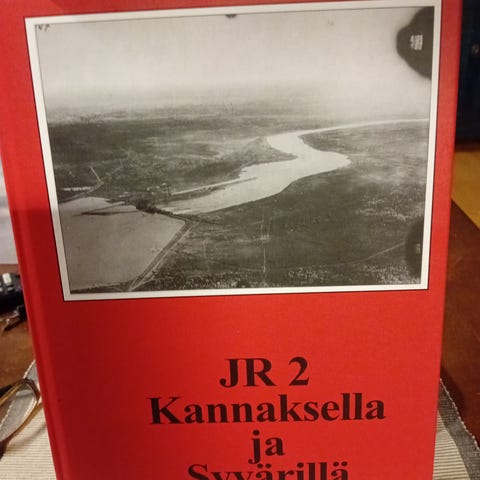 JR 2
Kannaksella
ja
Syvärillä